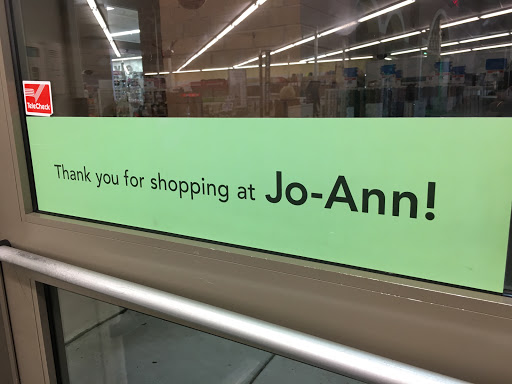 TeleCheck
Thank you for shopping at Jo-Ann!